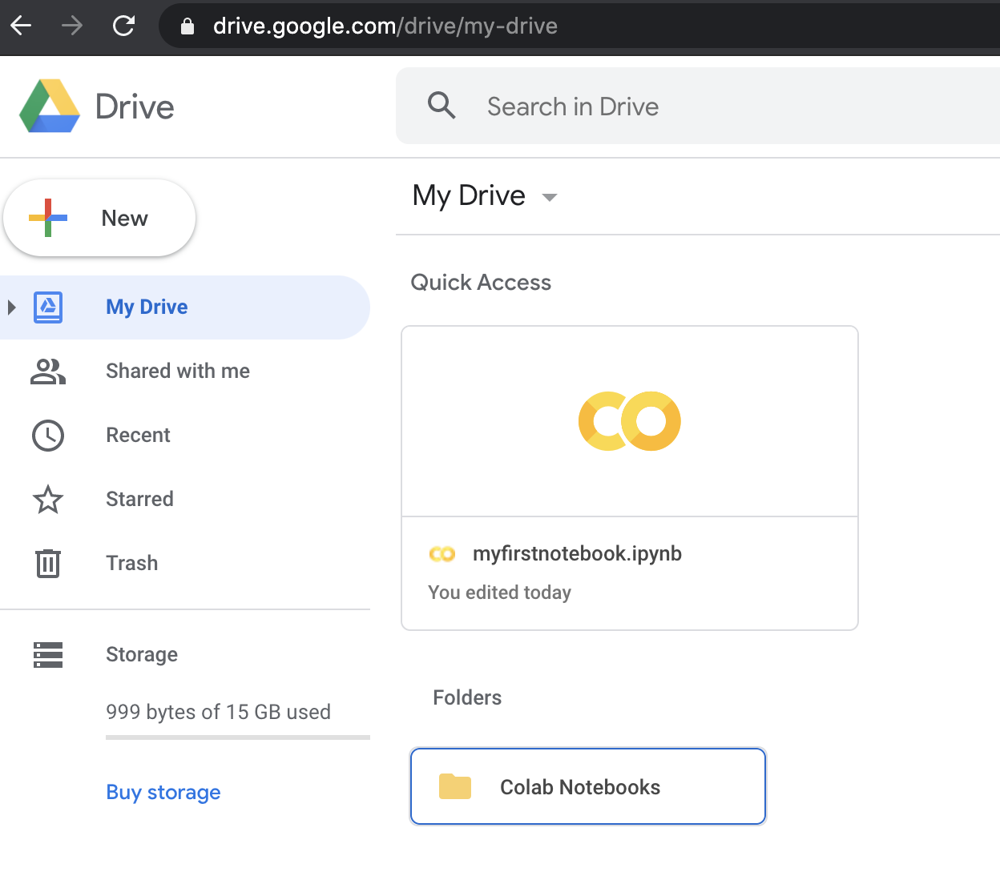 drive.google.com/drive/my-drive
Drive
Search in Drive
New
My Drive
Shared with me
Recent
Starred
Trash
Storage
999 bytes of 15 GB used
Buy storage
My Drive
Quick Access
myfirstnotebook.ipynb
You edited today
Folders
Colab Notebooks